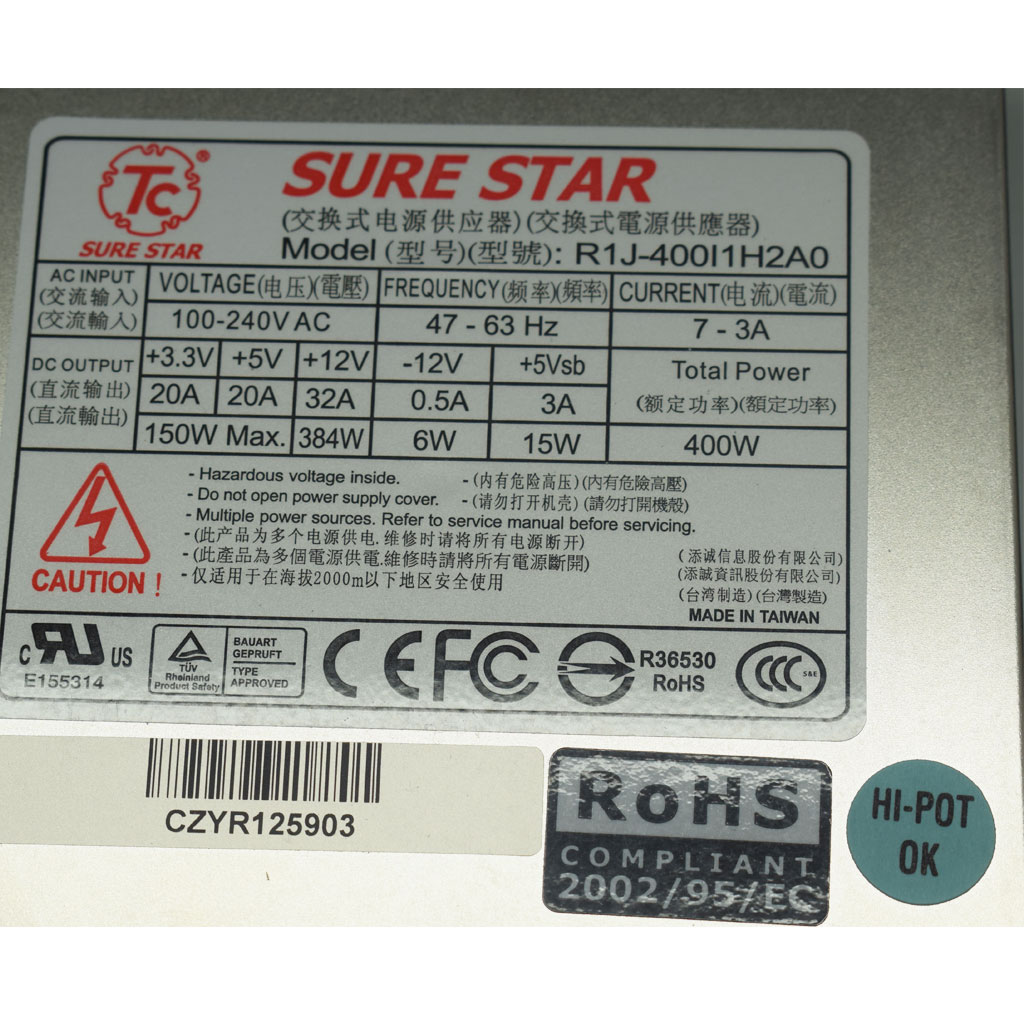 TC ®
SURE STAR
SURE STAR
(交换式电源供应器)(交換式電源供應器)
Model (型号)(型號): R1J-400I1H2A0
AC INPUT
(交流输入)
(交流輸入)
VOLTAGE(电压)(電壓)
FREQUENCY(频率)(頻率)
CURRENT(电流)(電流)
100-240V AC
47 - 63 Hz
7 - 3A
DC OUTPUT
(直流输出)
(直流輸出)
+3.3V +5V +12V -12V +5Vsb
Total Power
(额定功率)(額定功率)
20A 20A 32A 0.5A 3A
150W Max. 384W 6W 15W 400W
CAUTION !
- Hazardous voltage inside. -(内有危险高压)(內有危險高壓)
- Do not open power supply cover. -(请勿打开机壳)(請勿打開機殼)
- Multiple power sources. Refer to service manual before servicing.
-(此产品为多个电源供电,维修时请将所有电源断开)
-(此產品為多個電源供電,維修時請將所有電源斷開)
-仅适用于在海拔2000m以下地区安全使用
(添诚信息股份有限公司)
(添誠資訊股份有限公司)
(台湾制造)(台灣製造)
MADE IN TAIWAN
c RU US
E155314
TÜV
Rheinland
Product Safety
BAUART
GEPRUFT
TYPE
APPROVED
CE FC
R36530
RoHS
CCC S&E
CZYR125903
RoHS
COMPLIANT
2002/95/EC
HI-POT
OK